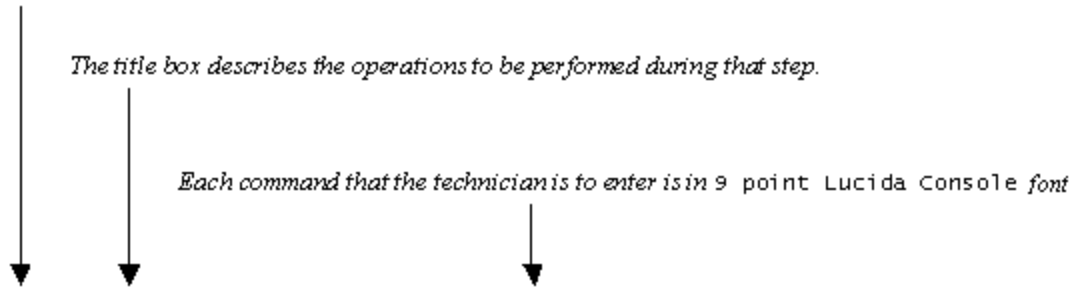 The title box describes the operations to be performed during that step.
Each command that the technician is to enter is in 9 point Lucida Console font